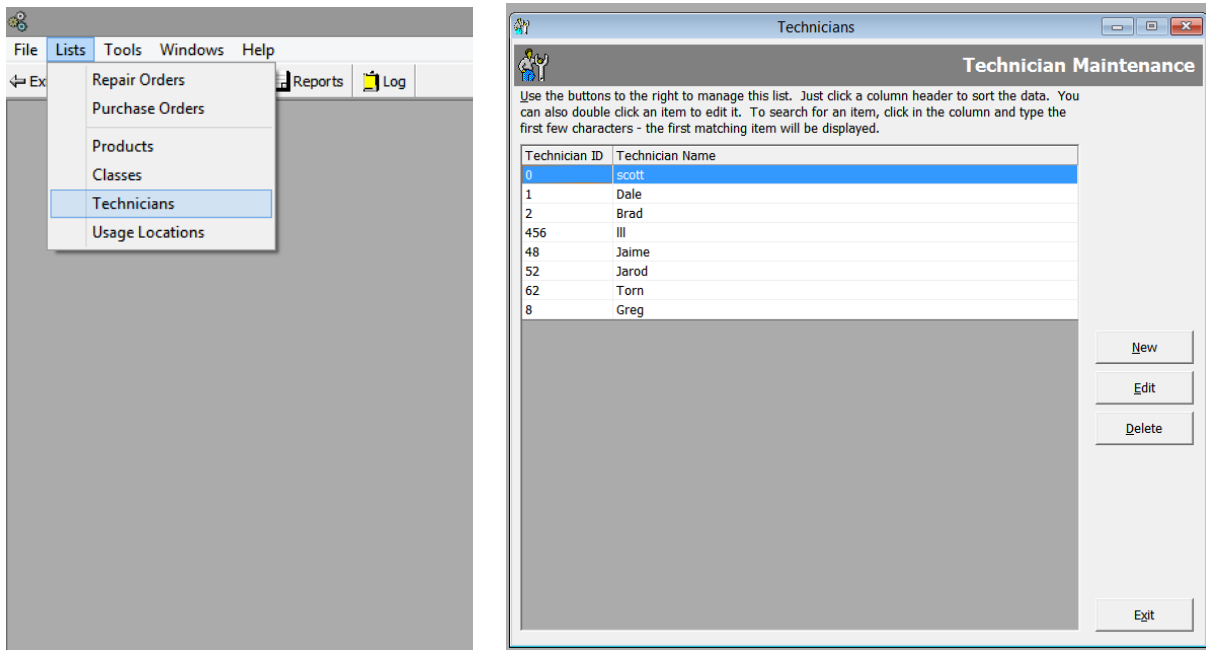 File Lists Tools Windows Help
Ex Reports Log
Repair Orders
Purchase Orders
Products
Classes
Technicians
Usage Locations
Technicians
Technician Maintenance
Use the buttons to the right to manage this list. Just click a column header to sort the data. You
can also double click an item to edit it. To search for an item, click in the column and type the
first few characters - the first matching item will be displayed.
Technician ID Technician Name
0 scott
1 Dale
2 Brad
456 lll
48 Jaime
52 Jarod
62 Torn
8 Greg
New
Edit
Delete
Exit